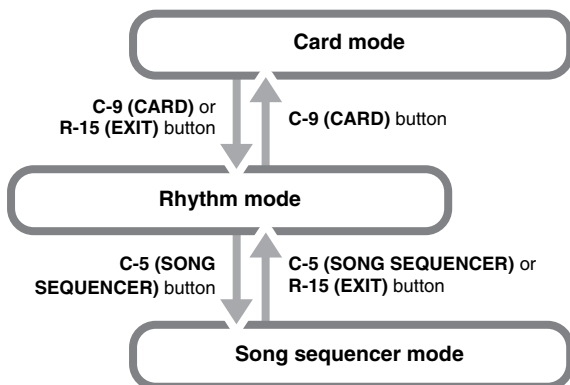 Card mode
C-9 (CARD) or
R-15 (EXIT) button
C-9 (CARD) button
Rhythm mode
C-5 (SONG
SEQUENCER) button
C-5 (SONG SEQUENCER) or
R-15 (EXIT) button
Song sequencer mode